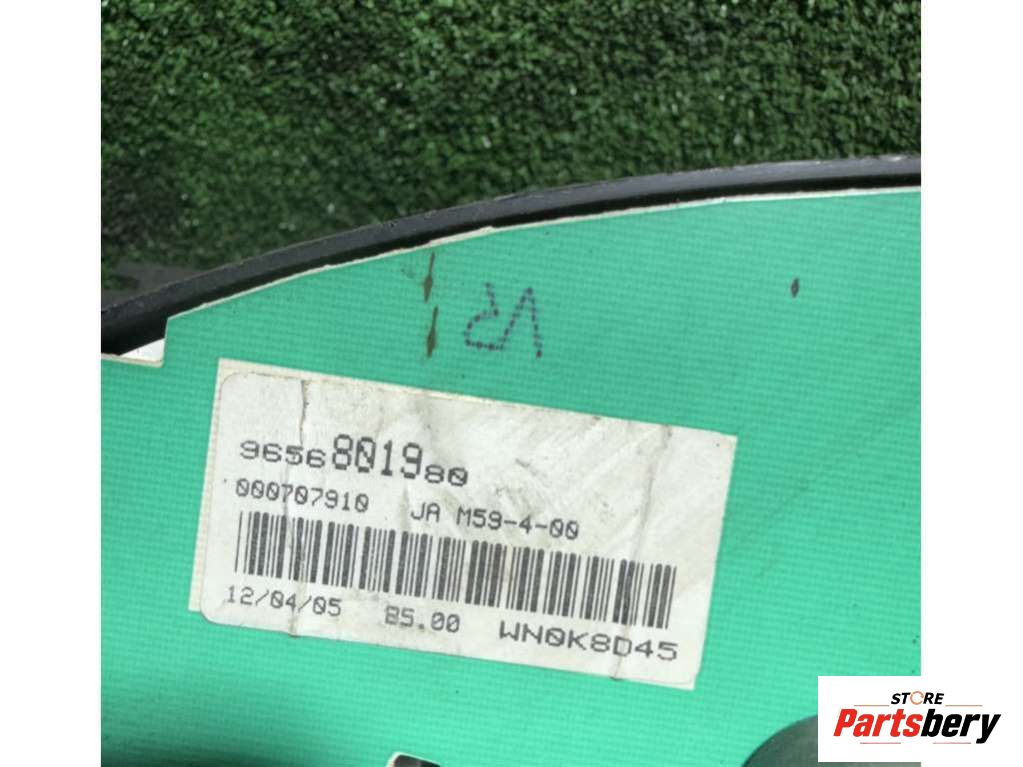 VR
9656801980
000707910 JA M59-4-00
12/04/05 B5.00 WN0K8D45
STORE
Partsbery